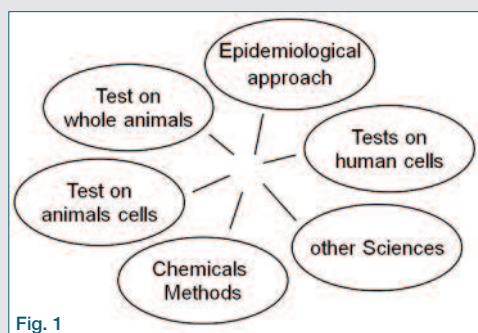 Epidemiological
approach
Test on
whole animals
Tests on
human cells
Test on
animals cells
other Sciences
Chemicals
Methods
Fig. 1